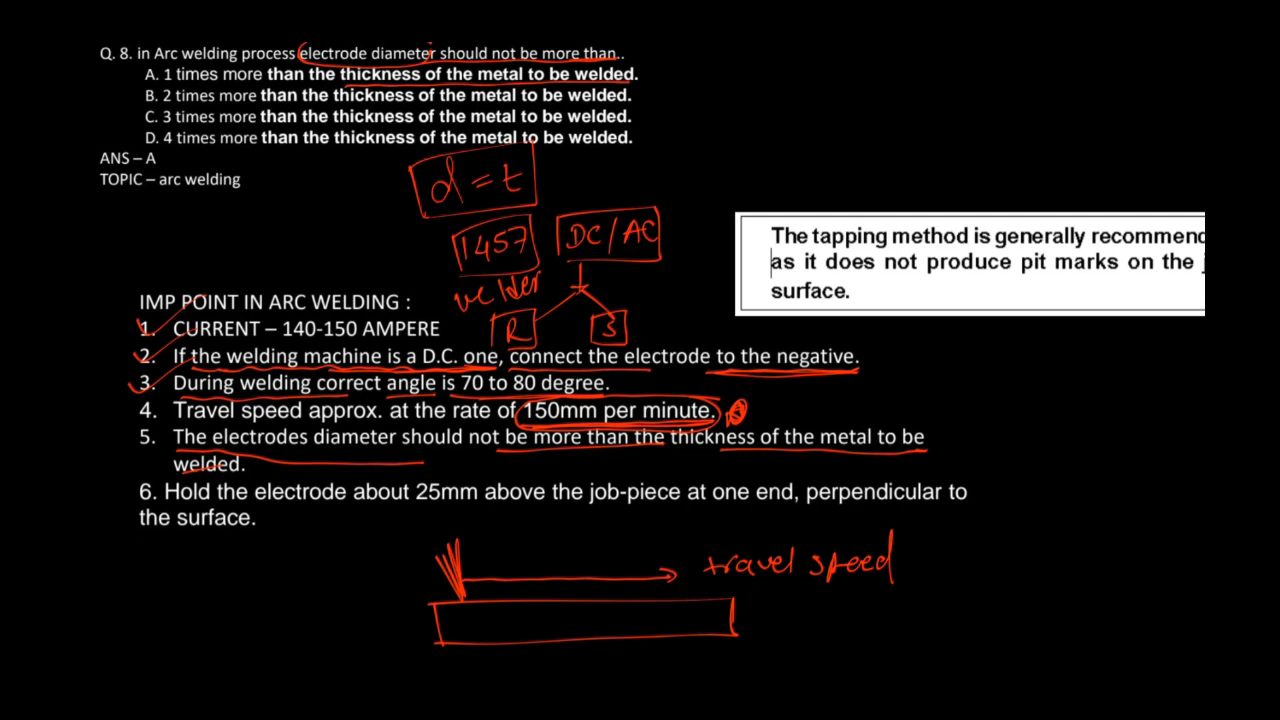 Q. 8. in Arc welding process electrode diameter should not be more than..
A. 1 times more than the thickness of the metal to be welded.
B. 2 times more than the thickness of the metal to be welded.
C. 3 times more than the thickness of the metal to be welded.
D. 4 times more than the thickness of the metal to be welded.
ANS – A
TOPIC – arc welding
d = t
1457 DC/AC
welder
R S
The tapping method is generally recommend
as it does not produce pit marks on the
surface.
IMP POINT IN ARC WELDING :
1. CURRENT – 140-150 AMPERE
2. If the welding machine is a D.C. one, connect the electrode to the negative.
3. During welding correct angle is 70 to 80 degree.
4. Travel speed approx. at the rate of 150mm per minute.
5. The electrodes diameter should not be more than the thickness of the metal to be
welded.
6. Hold the electrode about 25mm above the job-piece at one end, perpendicular to
the surface.
travel speed